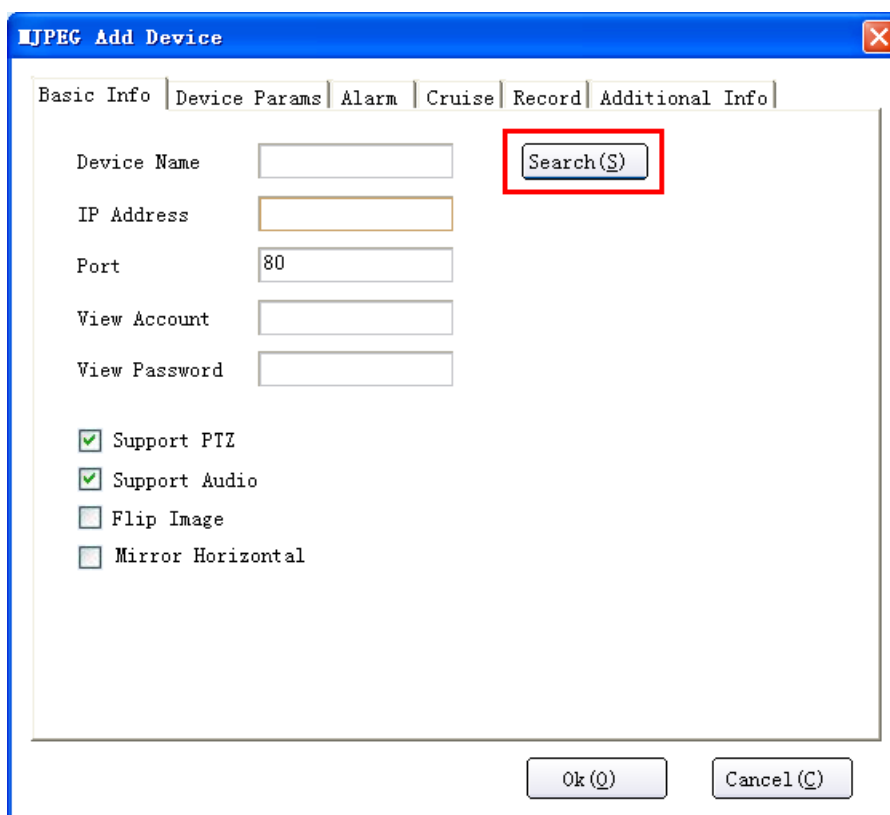 MJPEG Add Device
Basic Info Device Params Alarm Cruise Record Additional Info
Device Name Search(S)
IP Address
Port 80
View Account
View Password
Support PTZ
Support Audio
Flip Image
Mirror Horizontal
Ok(O) Cancel(C)